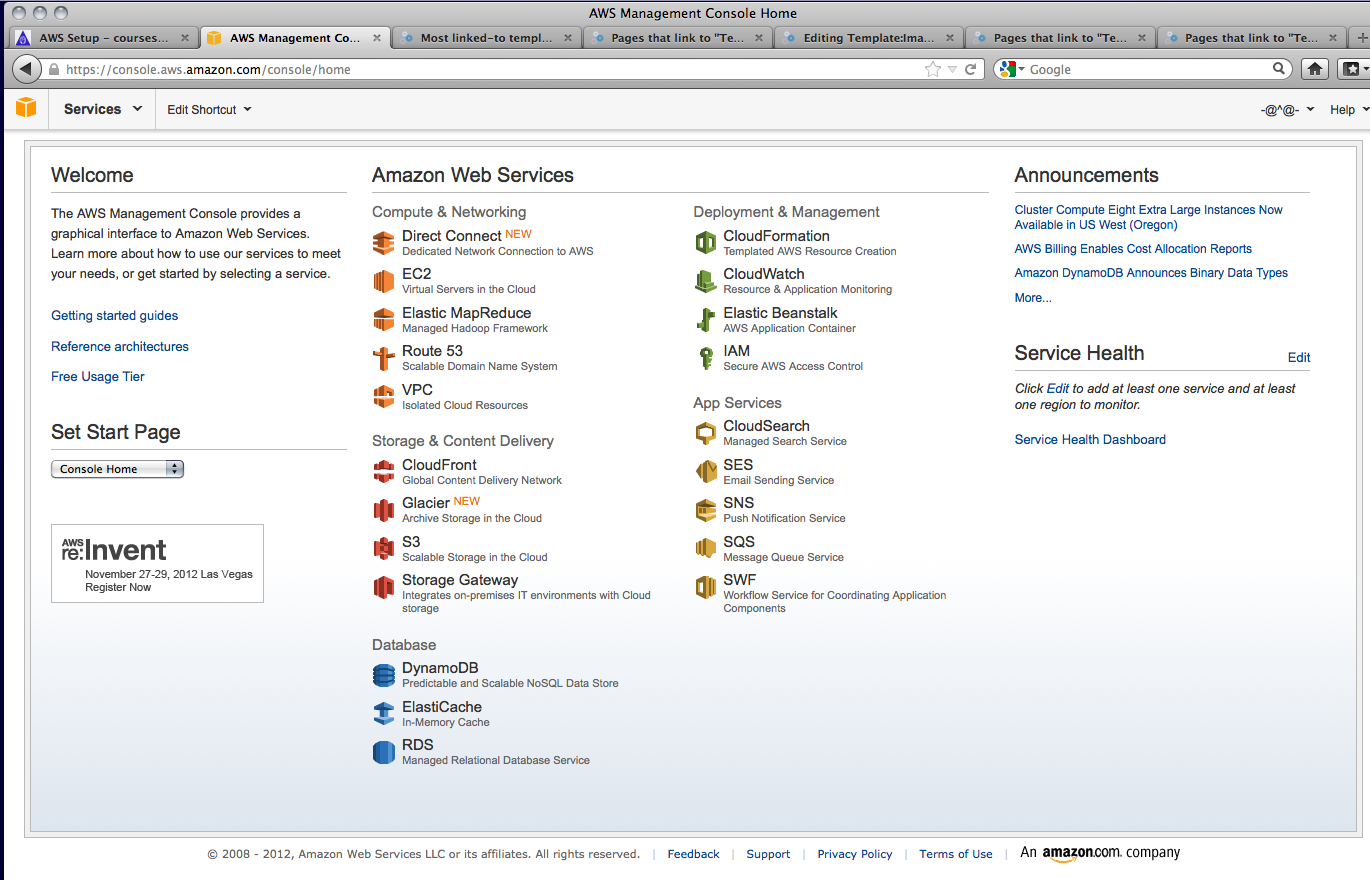 AWS Management Console Home
AWS Setup – courses...
AWS Management Co...
Most linked-to templ...
Pages that link to "Te...
Editing Template:Ima...
Pages that link to "Te...
Pages that link to "Te...
https://console.aws.amazon.com/console/home
Google
Services
Edit Shortcut
-@^@-
Help
Welcome
The AWS Management Console provides a
graphical interface to Amazon Web Services.
Learn more about how to use our services to meet
your needs, or get started by selecting a service.
Getting started guides
Reference architectures
Free Usage Tier
Set Start Page
Console Home
AWS
re:Invent
November 27-29, 2012 Las Vegas
Register Now
Amazon Web Services
Compute & Networking
Direct Connect NEW
Dedicated Network Connection to AWS
EC2
Virtual Servers in the Cloud
Elastic MapReduce
Managed Hadoop Framework
Route 53
Scalable Domain Name System
VPC
Isolated Cloud Resources
Storage & Content Delivery
CloudFront
Global Content Delivery Network
Glacier NEW
Archive Storage in the Cloud
S3
Scalable Storage in the Cloud
Storage Gateway
Integrates on-premises IT environments with Cloud
storage
Database
DynamoDB
Predictable and Scalable NoSQL Data Store
ElastiCache
In-Memory Cache
RDS
Managed Relational Database Service
Deployment & Management
CloudFormation
Templated AWS Resource Creation
CloudWatch
Resource & Application Monitoring
Elastic Beanstalk
AWS Application Container
IAM
Secure AWS Access Control
App Services
CloudSearch
Managed Search Service
SES
Email Sending Service
SNS
Push Notification Service
SQS
Message Queue Service
SWF
Workflow Service for Coordinating Application
Components
Announcements
Cluster Compute Eight Extra Large Instances Now
Available in US West (Oregon)
AWS Billing Enables Cost Allocation Reports
Amazon DynamoDB Announces Binary Data Types
More...
Service Health
Edit
Click Edit to add at least one service and at least
one region to monitor.
Service Health Dashboard
© 2008 - 2012, Amazon Web Services LLC or its affiliates. All rights reserved. | Feedback | Support | Privacy Policy | Terms of Use | An amazon.com. company